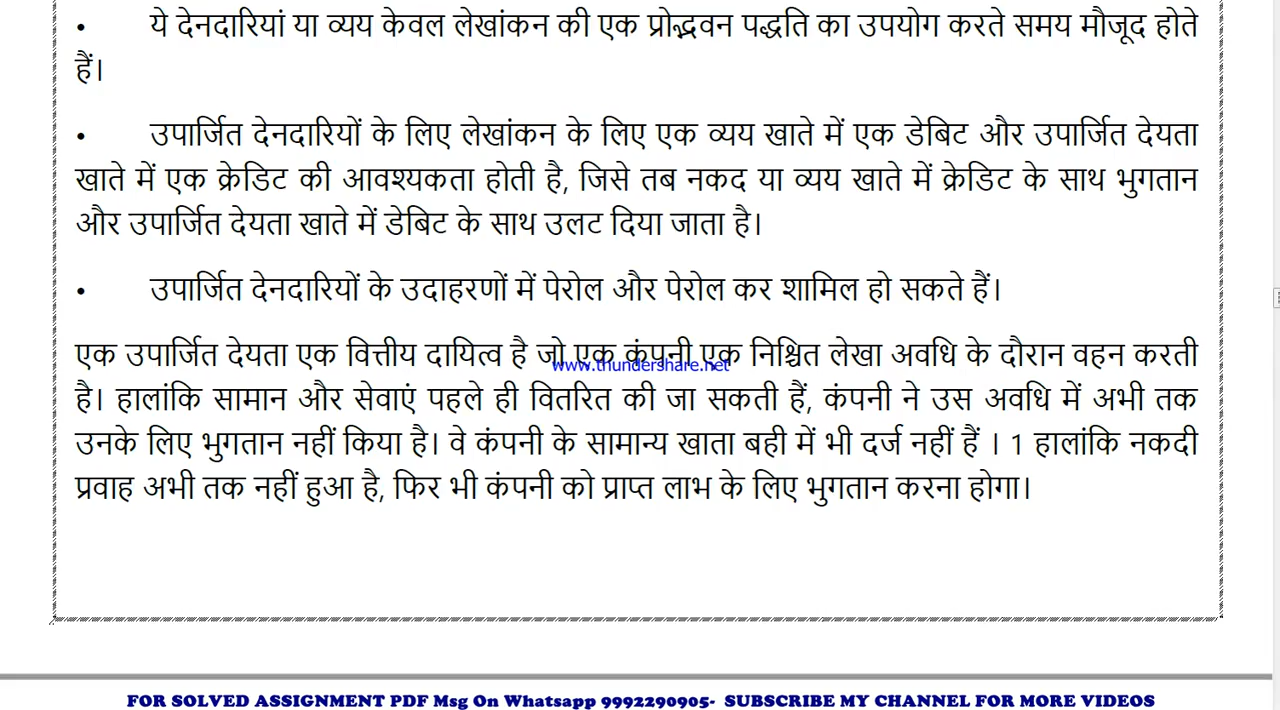 • ये देनदारियां या व्यय केवल लेखांकन की एक प्रोद्भवन पद्धति का उपयोग करते समय मौजूद होते
हैं।
• उपार्जित देनदारियों के लिए लेखांकन के लिए एक व्यय खाते में एक डेबिट और उपार्जित देयता
खाते में एक क्रेडिट की आवश्यकता होती है, जिसे तब नकद या व्यय खाते में क्रेडिट के साथ भुगतान
और उपार्जित देयता खाते में डेबिट के साथ उलट दिया जाता है।
• उपार्जित देनदारियों के उदाहरणों में पेरोल और पेरोल कर शामिल हो सकते हैं।
एक उपार्जित देयता एक वित्तीय दायित्व है जो एक कंपनी एक निश्चित लेखा अवधि के दौरान वहन करती
www.thundershare.net
है। हालांकि सामान और सेवाएं पहले ही वितरित की जा सकती हैं, कंपनी ने उस अवधि में अभी तक
उनके लिए भुगतान नहीं किया है। वे कंपनी के सामान्य खाता बही में भी दर्ज नहीं हैं । 1 हालांकि नकदी
प्रवाह अभी तक नहीं हुआ है, फिर भी कंपनी को प्राप्त लाभ के लिए भुगतान करना होगा।
FOR SOLVED ASSIGNMENT PDF Msg On Whatsapp 9992290905- SUBSCRIBE MY CHANNEL FOR MORE VIDEOS